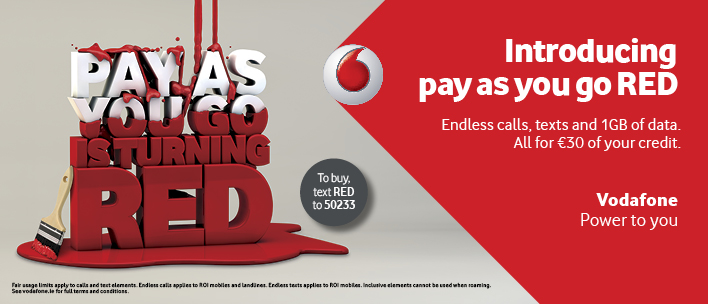 PAY AS
YOU GO
IS TURNING
RED
To buy,
text RED
to 50233
Introducing
pay as you go RED
Endless calls, texts and 1GB of data.
All for €30 of your credit.
Vodafone
Power to you
Fair usage limits apply to calls and text elements. Endless calls applies to ROI mobiles and landlines. Endless texts applies to ROI mobiles. Inclusive elements cannot be used when roaming.
See vodafone.ie for full terms and conditions.